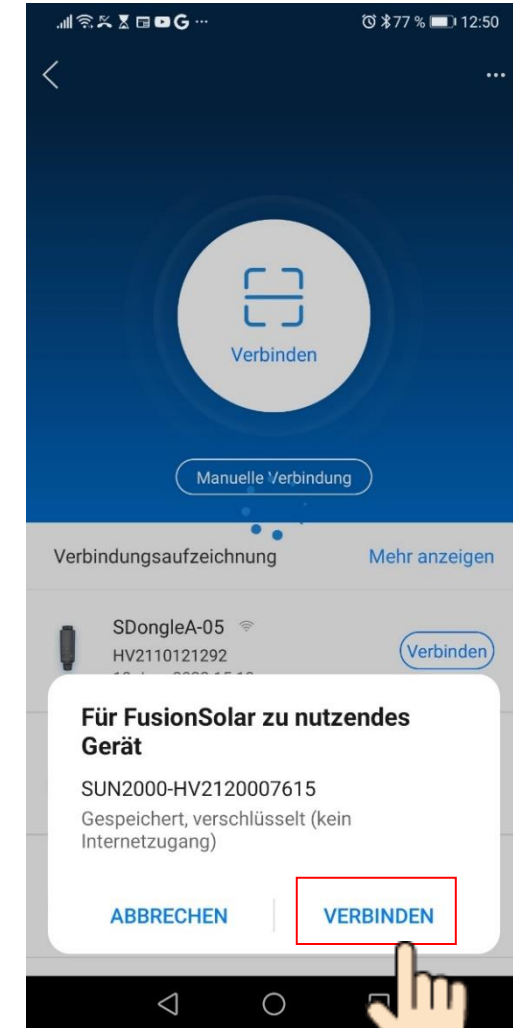 77 % 12:50
Verbinden
Manuelle Verbindung
Verbindungsaufzeichnung Mehr anzeigen
SDongleA-05
HV2110121292
Verbinden
Für FusionSolar zu nutzendes
Gerät
SUN2000-HV2120007615
Gespeichert, verschlüsselt (kein
Internetzugang)
ABBRECHEN VERBINDEN